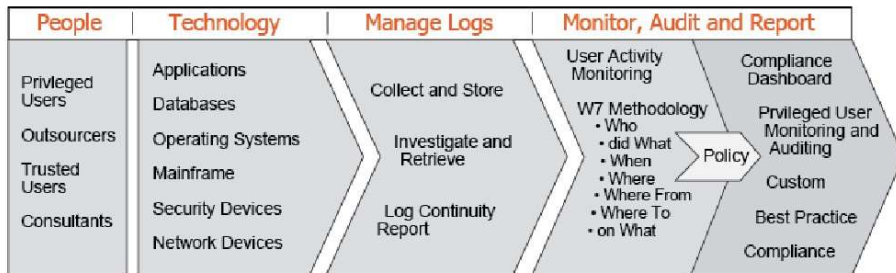 People
Technology
Manage Logs
Monitor, Audit and Report
Privleged
Users
Outsourcers
Trusted
Users
Consultants
Applications
Databases
Operating Systems
Mainframe
Security Devices
Network Devices
Collect and Store
Investigate and
Retrieve
Log Continuity
Report
User Activity
Monitoring
W7 Methodology
• Who
• did What
• When
• Where
• Where From
• Where To
• on What
Policy
Compliance
Dashboard
Prvileged User
Monitoring and
Auditing
Custom
Best Practice
Compliance